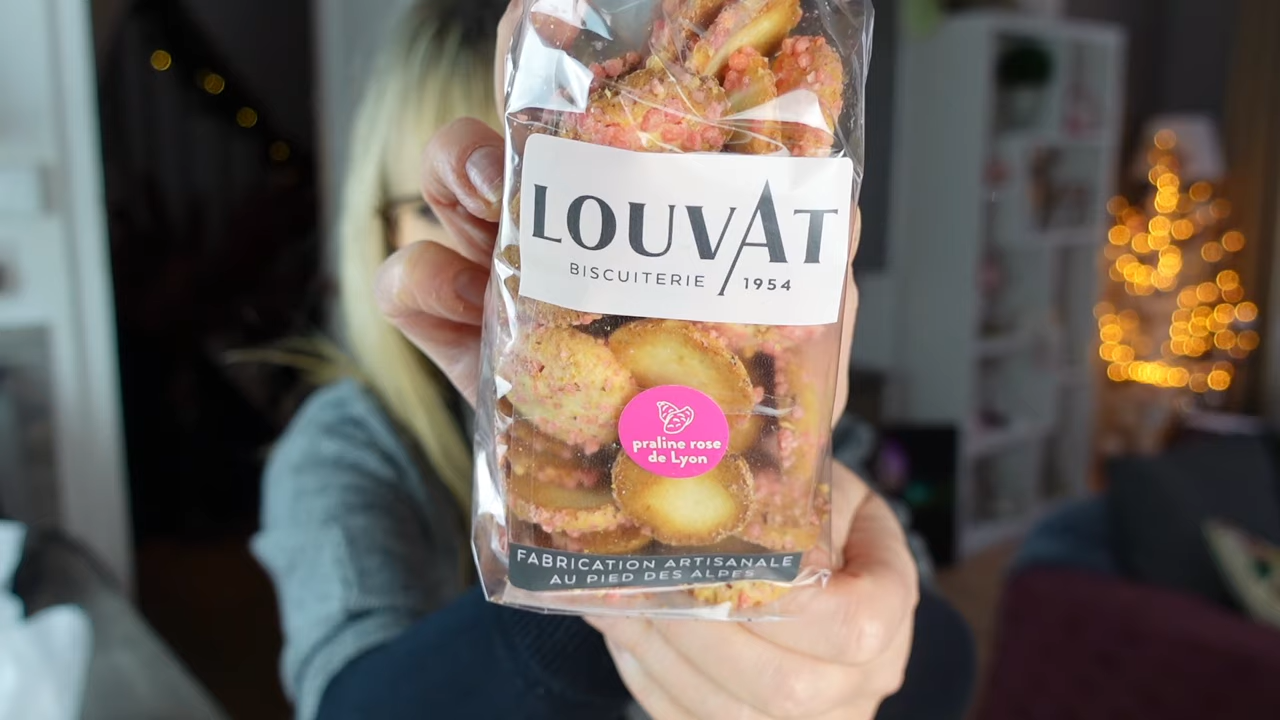 LOUVAT
BISCUITERIE 1954
praline rose
de Lyon
FABRICATION ARTISANALE
AU PIED DES ALPES